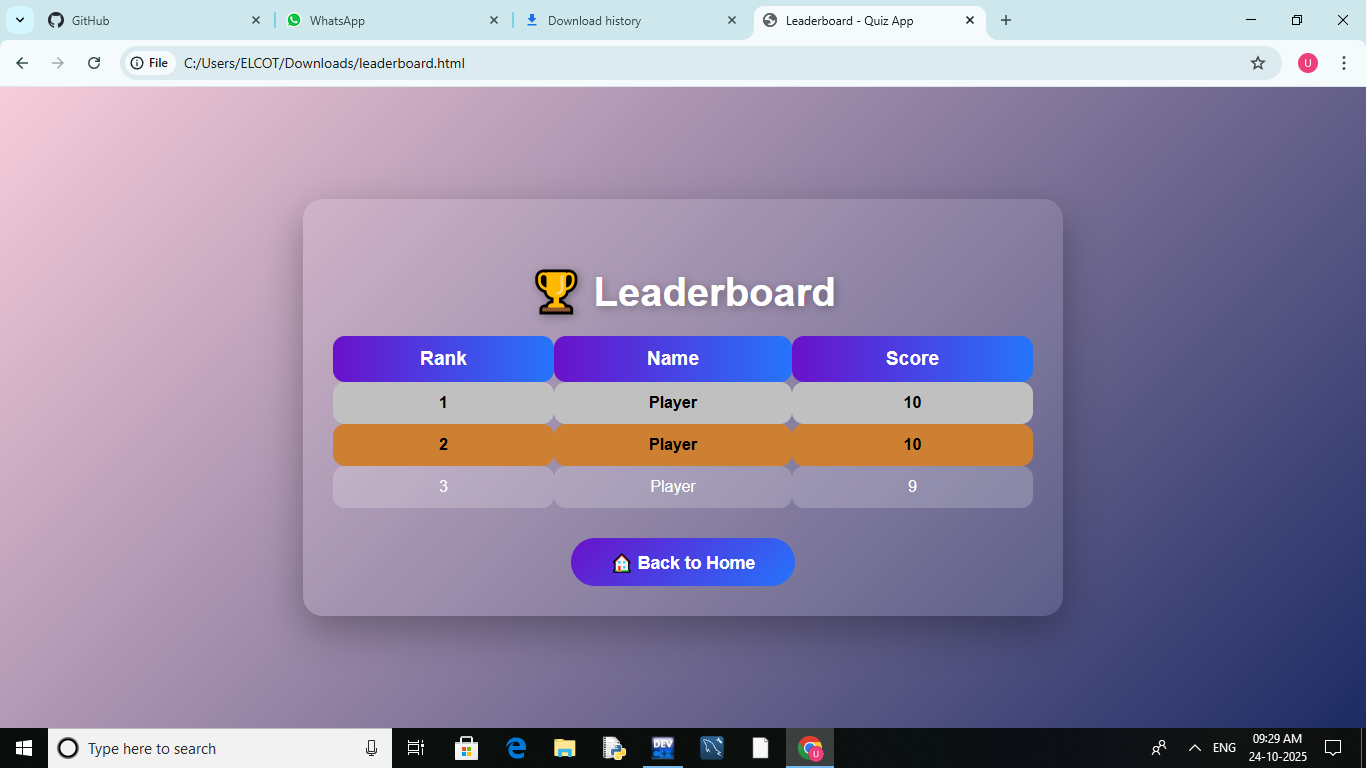 GitHub
WhatsApp
Download history
Leaderboard - Quiz App
File
C:/Users/ELCOT/Downloads/leaderboard.html
U
🏆 Leaderboard
Rank Name Score
1 Player 10
2 Player 10
3 Player 9
🏠 Back to Home
Type here to search
DEV
U
ENG
09:29 AM
24-10-2025